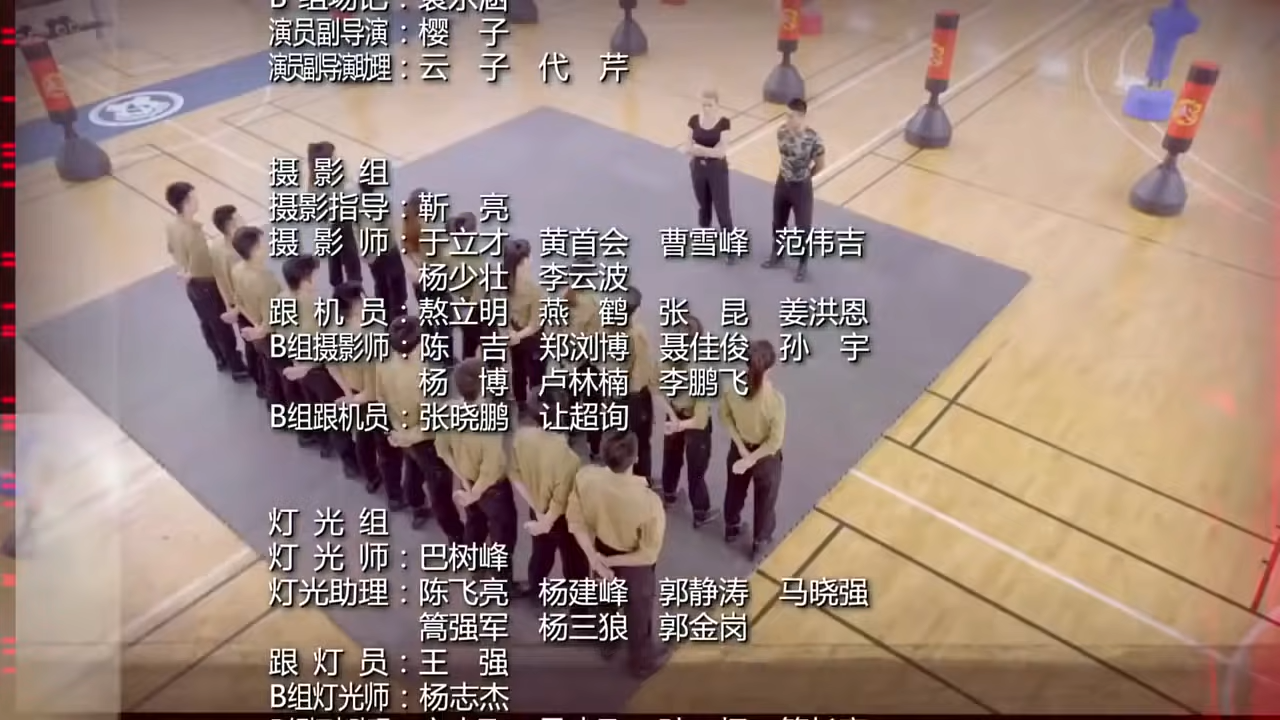 演员副导演：樱　子
演员副导演助理：云　子　代　芹
摄 影 组
摄影指导：靳　亮
摄 影 师：于立才　黄首会　曹雪峰　范伟吉
杨少壮　李云波
跟 机 员：熬立明　燕　鹤　张　昆　姜洪恩
B组摄影师：陈　吉　郑浏博　聂佳俊　孙　宇
杨　博　卢林楠　李鹏飞
B组跟机员：张晓鹏　让超询
灯 光 组
灯 光 师：巴树峰
灯光助理：陈飞亮　杨建峰　郭静涛　马晓强
篙强军　杨三狼　郭金岗
跟 灯 员：王　强
B组灯光师：杨志杰